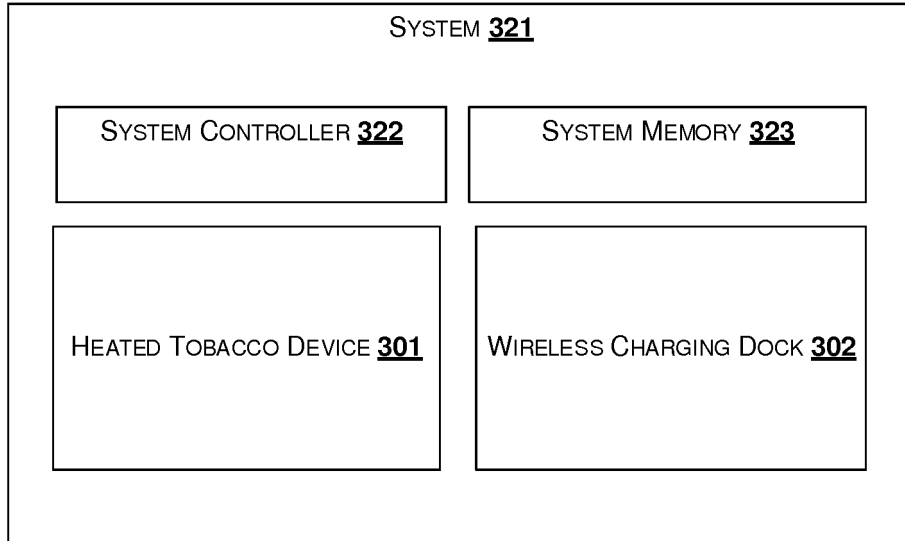 SYSTEM 321
SYSTEM CONTROLLER 322
SYSTEM MEMORY 323
HEATED TOBACCO DEVICE 301
WIRELESS CHARGING DOCK 302